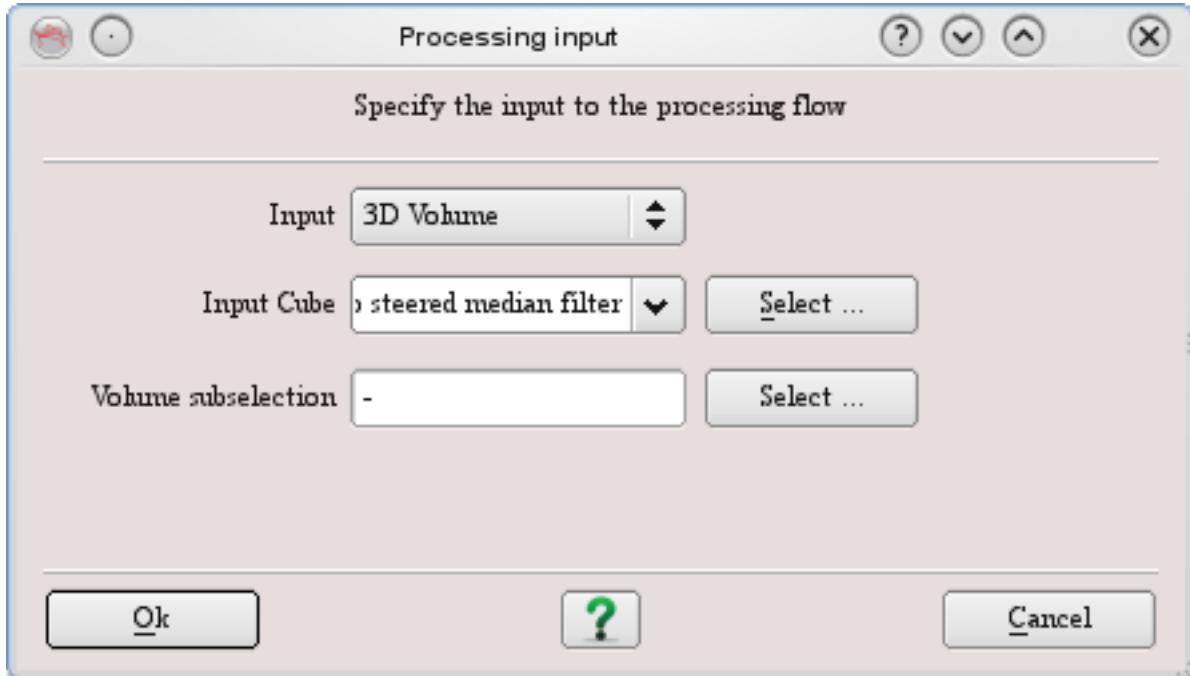 Processing input
Specify the input to the processing flow
Input 3D Volume
Input Cube steered median filter Select ...
Volume subselection - Select ...
Ok ? Cancel